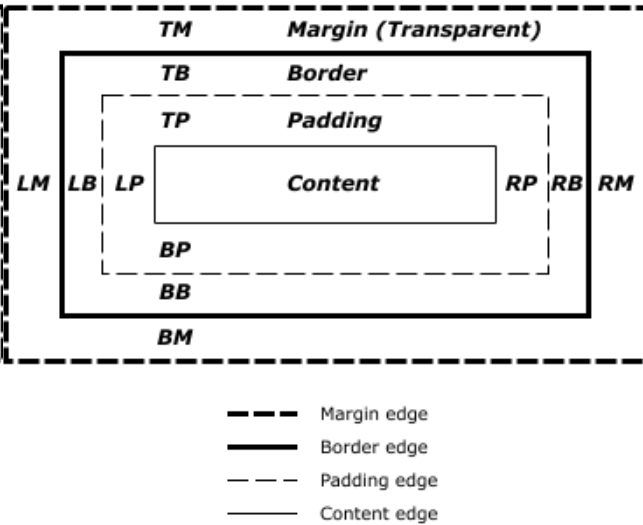 TM Margin (Transparent)
TB Border
TP Padding
LM LB LP Content RP RB RM
BP
BB
BM
Margin edge
Border edge
Padding edge
Content edge